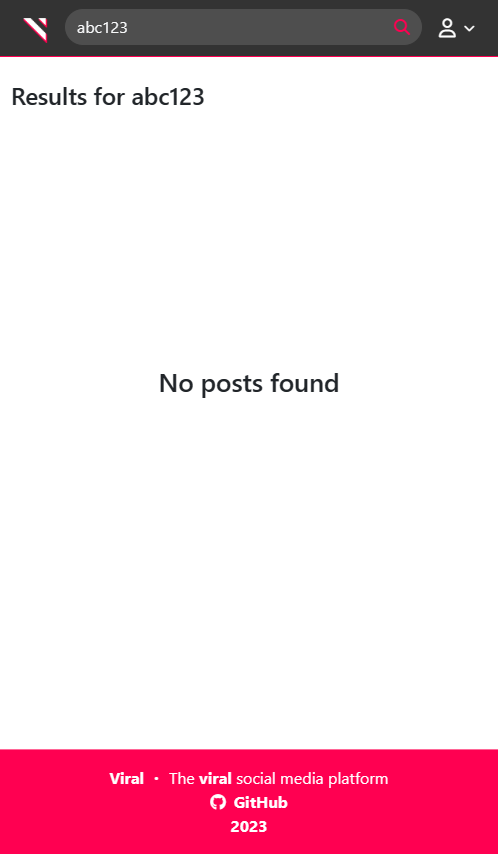 abc123
Results for abc123
No posts found
Viral · The viral social media platform
GitHub
2023